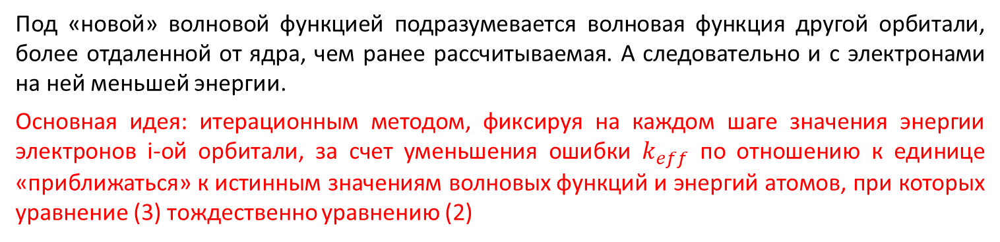 Под «новой» волновой функцией подразумевается волновая функция другой орбитали,
более отдаленной от ядра, чем ранее рассчитываемая. А следовательно и с электронами
на ней меньшей энергии.
Основная идея: итерационным методом, фиксируя на каждом шаге значения энергии
электронов i-ой орбитали, за счет уменьшения ошибки k_{eff} по отношению к единице
«приближаться» к истинным значениям волновых функций и энергий атомов, при которых
уравнение (3) тождественно уравнению (2)